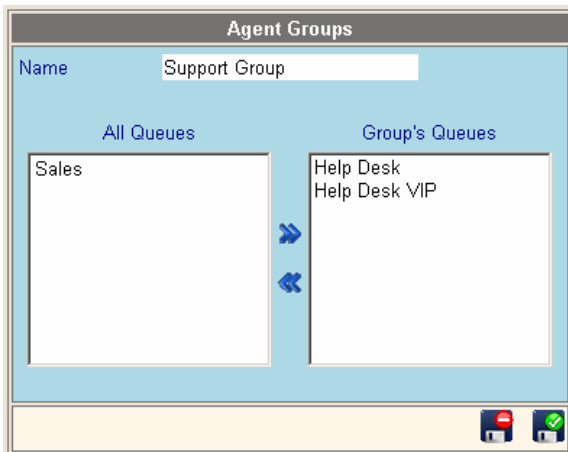 Agent Groups
Name Support Group
All Queues Group's Queues
Sales
Help Desk
Help Desk VIP